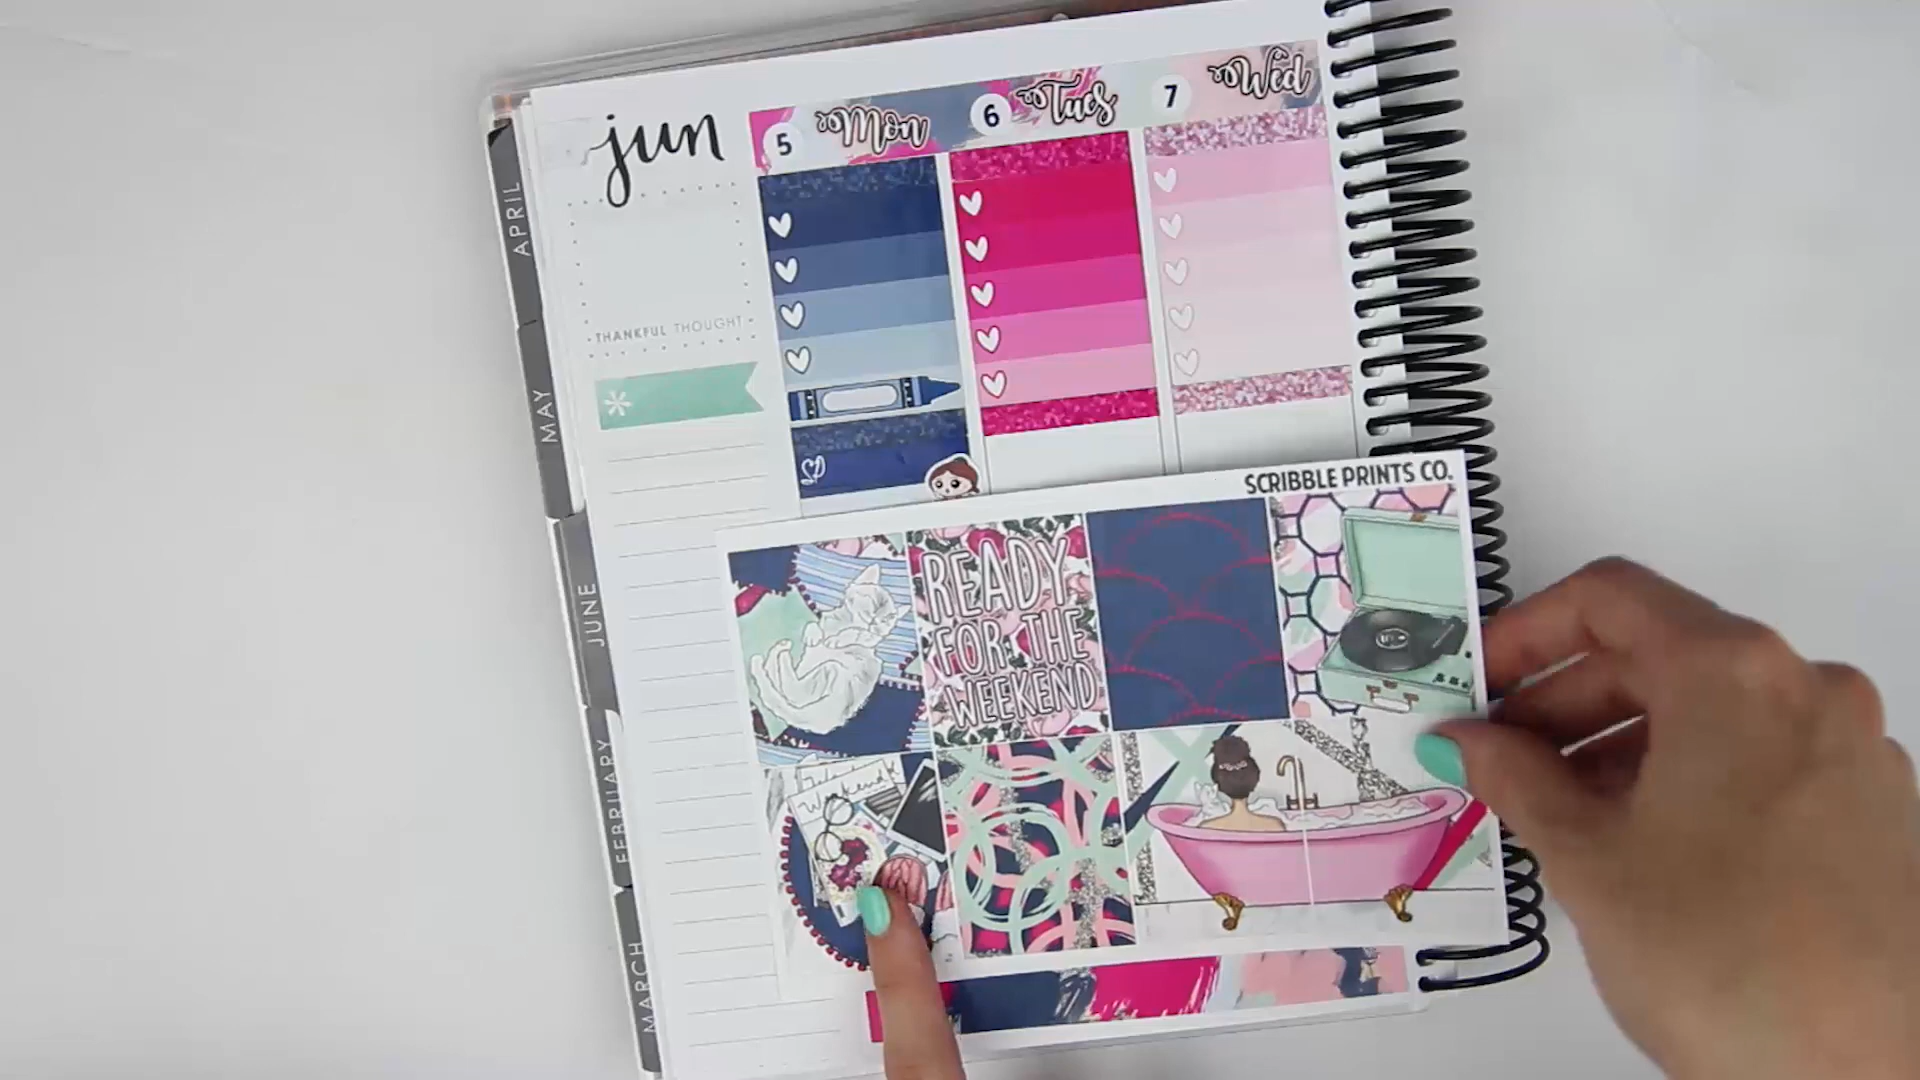 jun
5 Mon
6 Tues
7 Wed
THANKFUL THOUGHT
APRIL
MAY
JUNE
FEBRUARY
MARCH
SCRIBBLE PRINTS CO.
READY
FOR THE
WEEKEND
Weekend